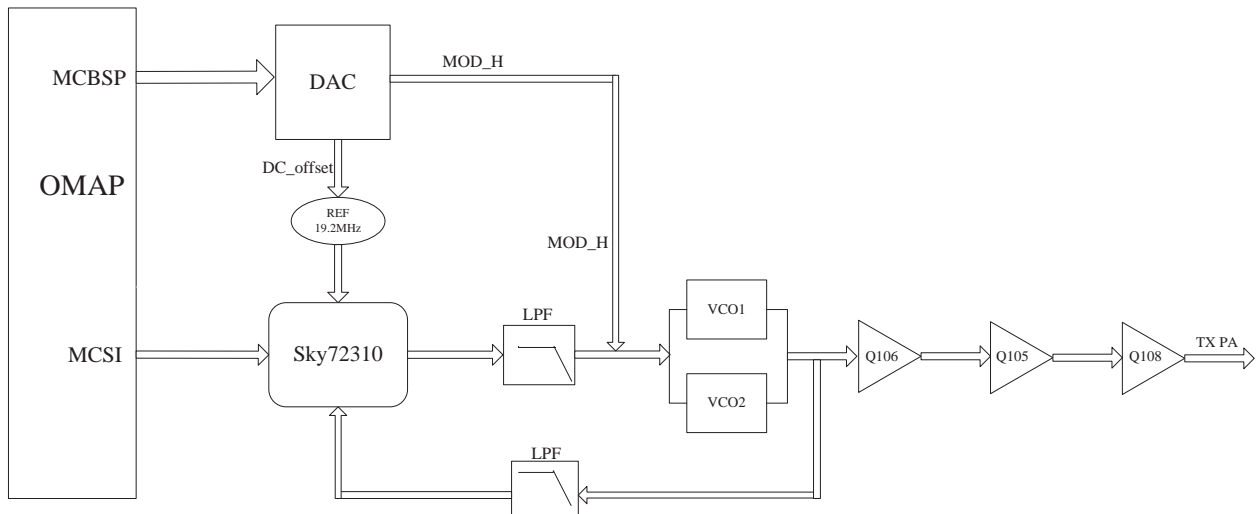 MCBSP
DAC
MOD_H
DC_offset
OMAP
REF
19.2MHz
MOD_H
MCSI
Sky72310
LPF
VCO1
VCO2
Q106
Q105
Q108
TX PA
LPF